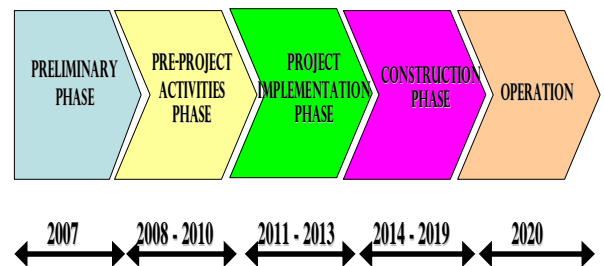 PRELIMINARY
PHASE
PRE-PROJECT
ACTIVITIES
PHASE
PROJECT
IMPLEMENTATION
PHASE
CONSTRUCTION
PHASE
OPERATION
2007
2008 - 2010
2011 - 2013
2014 - 2019
2020